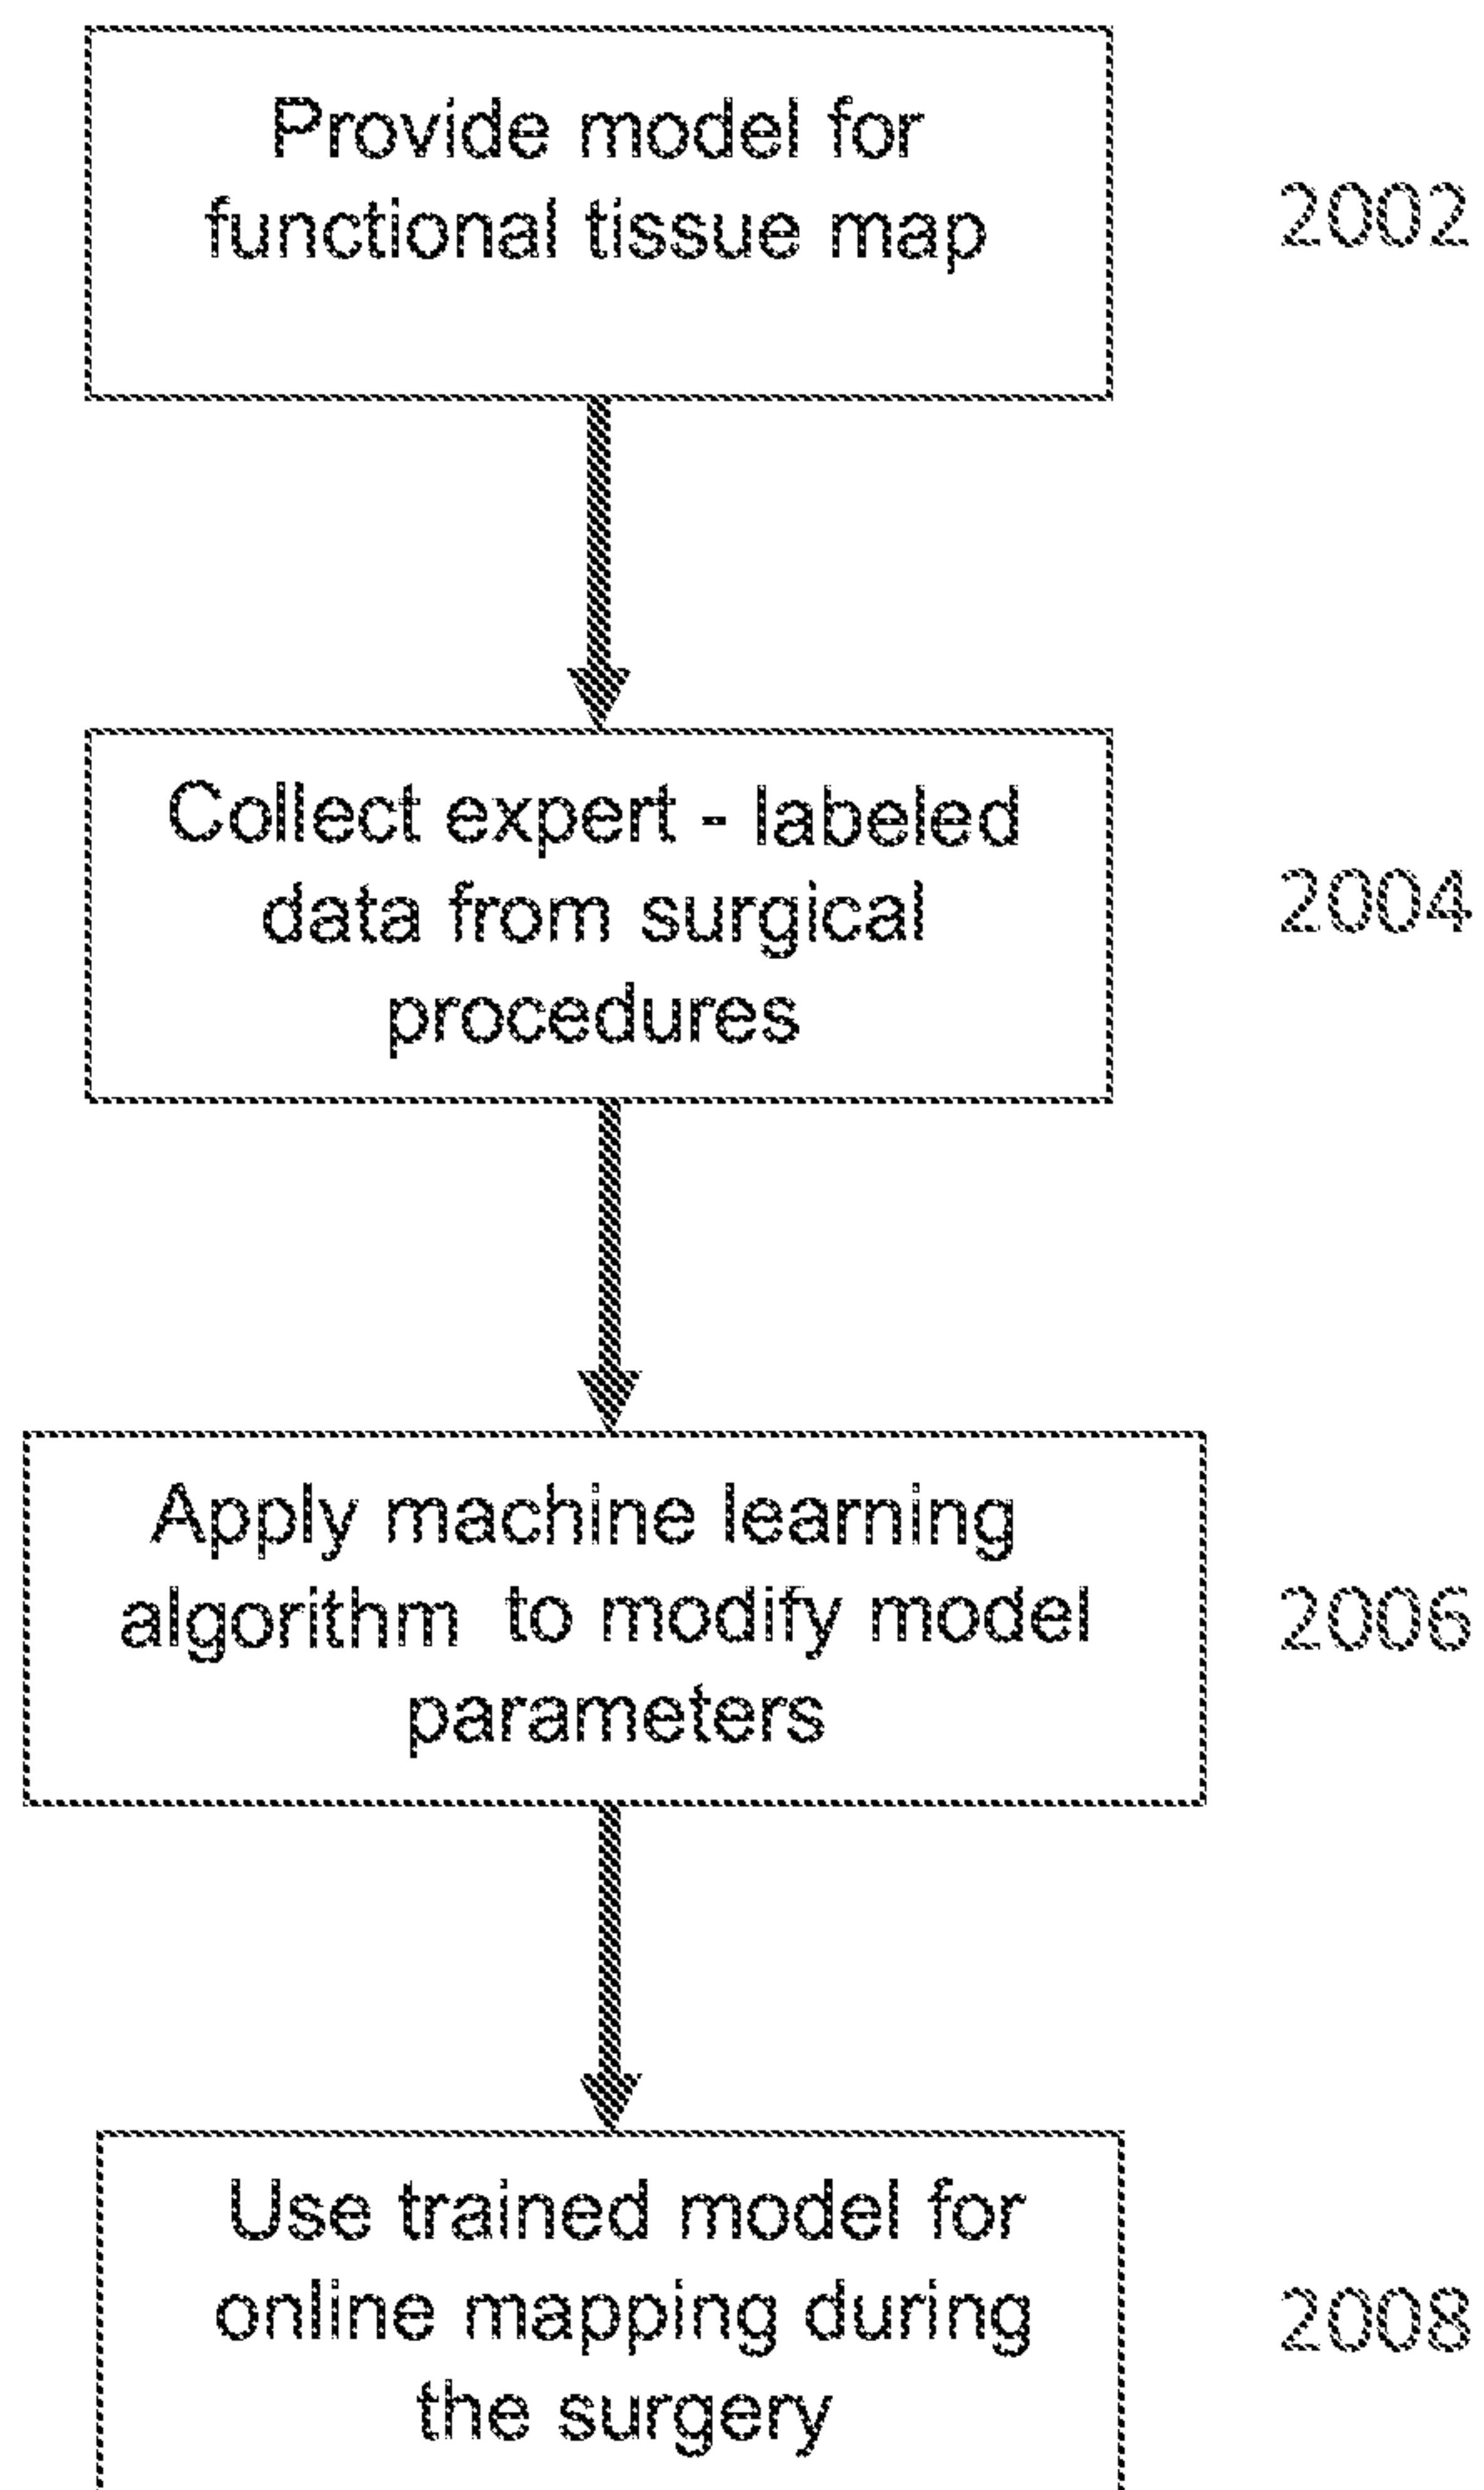 Provide model for
functional tissue map
2002
Collect expert - labeled
data from surgical
procedures
2004
Apply machine learning
algorithm to modify model
parameters
2006
Use trained model for
online mapping during
the surgery
2008